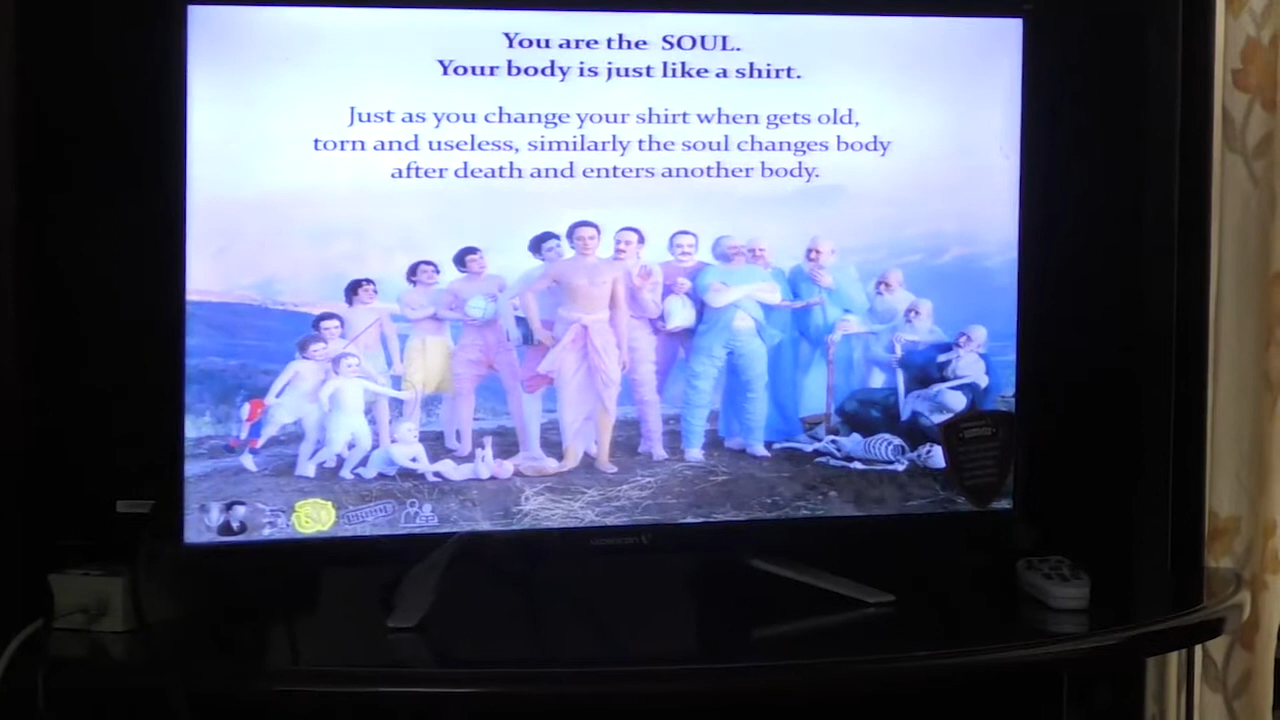 You are the SOUL.
Your body is just like a shirt.
Just as you change your shirt when gets old,
torn and useless, similarly the soul changes body
after death and enters another body.